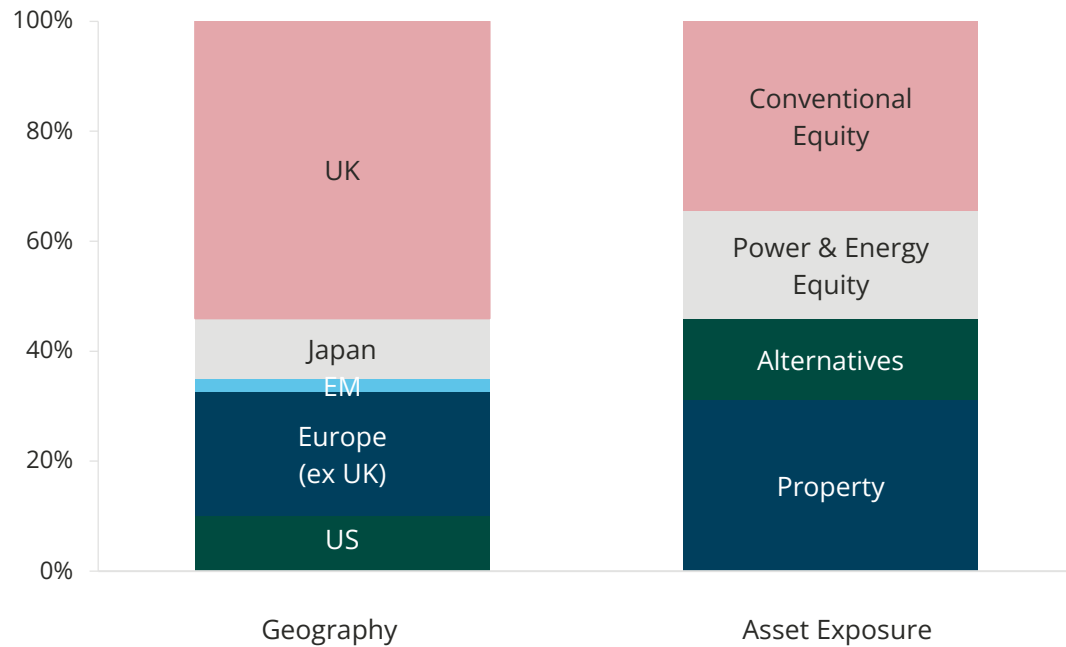 100%
80%
60%
40%
20%
0%
UK
Japan
EM
Europe
(ex UK)
US
Conventional
Equity
Power & Energy
Equity
Alternatives
Property
Geography
Asset Exposure